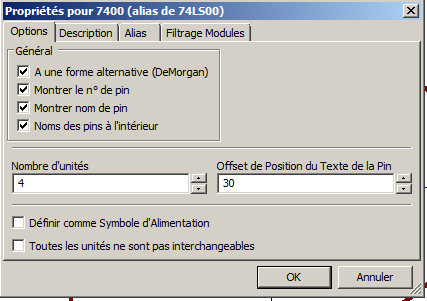 Propriétés pour 7400 (alias de 74LS00)
Options Description Alias Filtrage Modules
Général
A une forme alternative (DeMorgan)
Montrer le n° de pin
Montrer nom de pin
Noms des pins à l'intérieur
Nombre d'unités Offset de Position du Texte de la Pin
4 30
Définir comme Symbole d'Alimentation
Toutes les unités ne sont pas interchangeables
OK Annuler